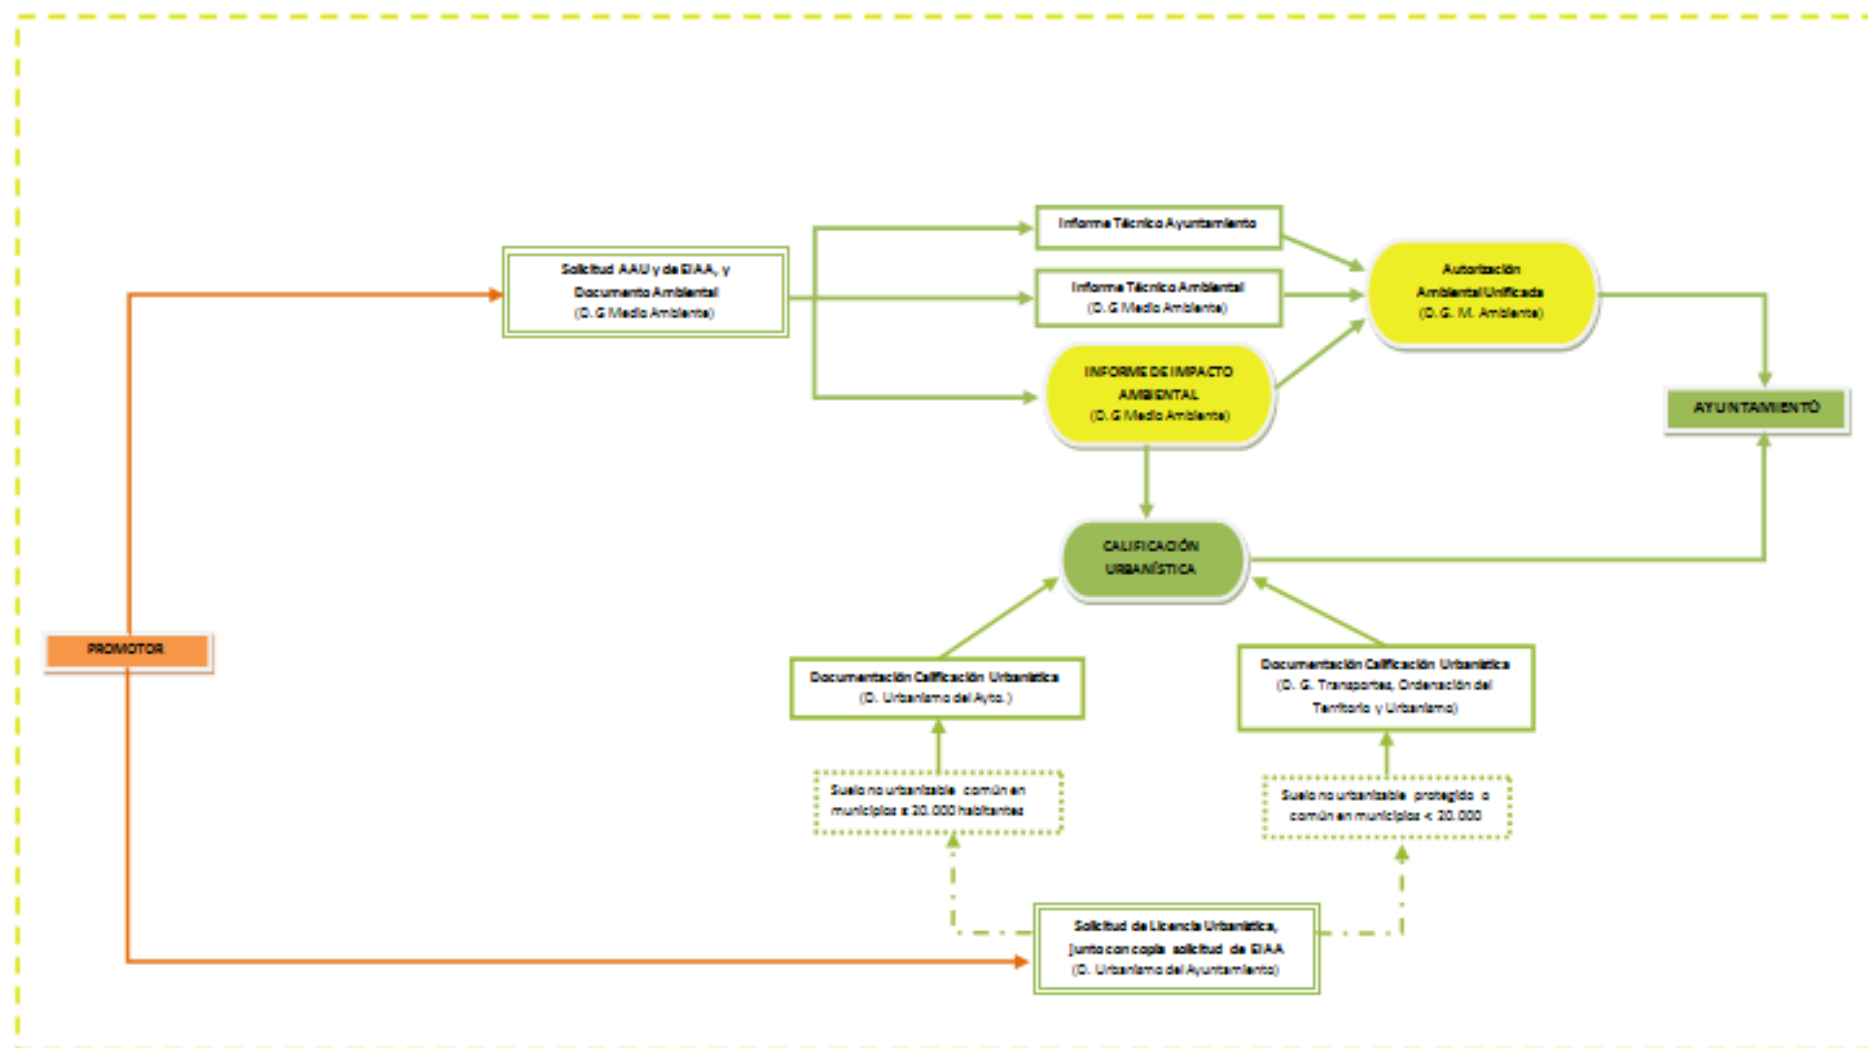 Solicitud AAU y de EIAA, y
Documento Ambiental
(D. G Medio Ambiente)
Informe Técnico Ayuntamiento
Informe Técnico Ambiental
(D. G Medio Ambiente)
INFORME DE IMPACTO
AMBIENTAL
(D. G Medio Ambiente)
Autorización
Ambiental Unificada
(D. G. M. Ambiente)
AYUNTAMIENTO
CALIFICACIÓN
URBANÍSTICA
PROMOTOR
Documentación Calificación Urbanística
(D. Urbanismo del Ayto.)
Documentación Calificación Urbanística
(D. G. Transportes, Ordenación del
Territorio y Urbanismo)
Suelo no urbanizable común en
municipios ≥ 20.000 habitantes
Suelo no urbanizable protegido o
común en municipios < 20.000
Solicitud de Licencia Urbanística,
junto con copia solicitud de EIAA
(D. Urbanismo del Ayuntamiento)